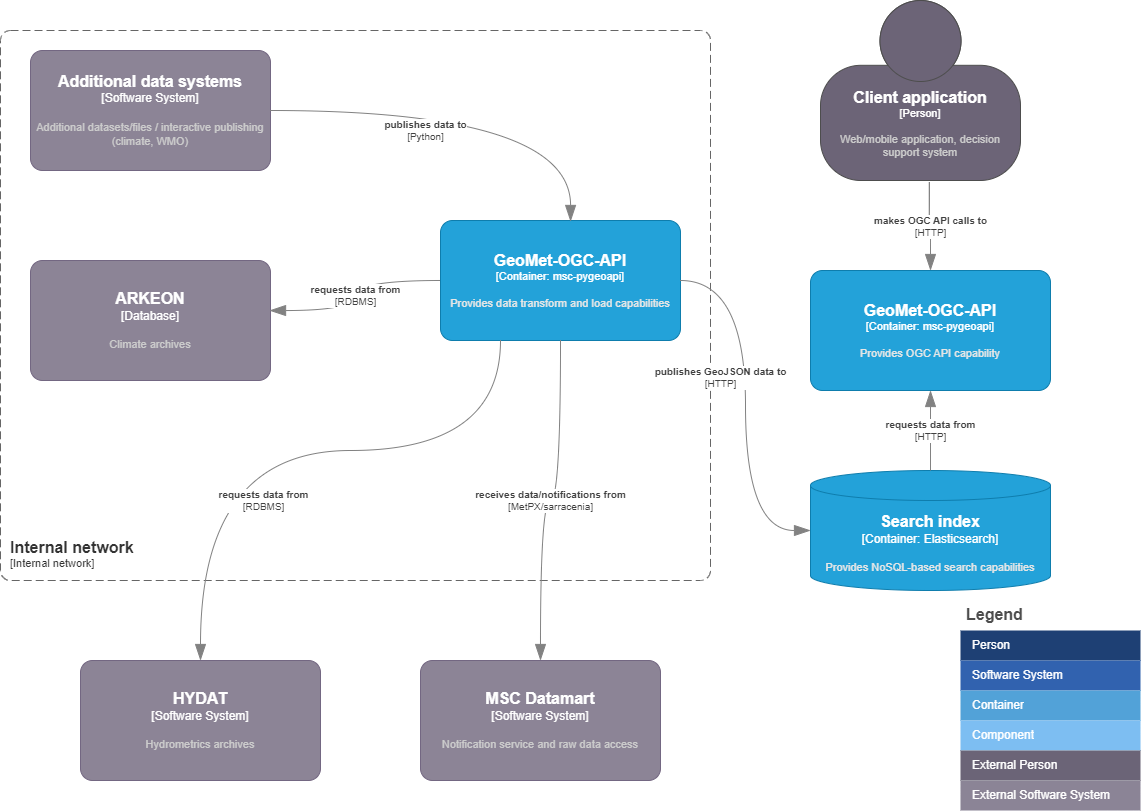 Additional data systems
[Software System]
Additional datasets/files / interactive publishing
(climate, WMO)
publishes data to
[Python]
Client application
[Person]
Web/mobile application, decision
support system
makes OGC API calls to
[HTTP]
GeoMet-OGC-API
[Container: msc-pygeoapi]
Provides data transform and load capabilities
ARKEON
[Database]
Climate archives
requests data from
[RDBMS]
GeoMet-OGC-API
[Container: msc-pygeoapi]
Provides OGC API capability
publishes GeoJSON data to
[HTTP]
requests data from
[HTTP]
requests data from
[RDBMS]
receives data/notifications from
[MetPX/sarracenia]
Search index
[Container: Elasticsearch]
Provides NoSQL-based search capabilities
Internal network
[Internal network]
HYDAT
[Software System]
Hydrometrics archives
MSC Datamart
[Software System]
Notification service and raw data access
Legend
Person
Software System
Container
Component
External Person
External Software System